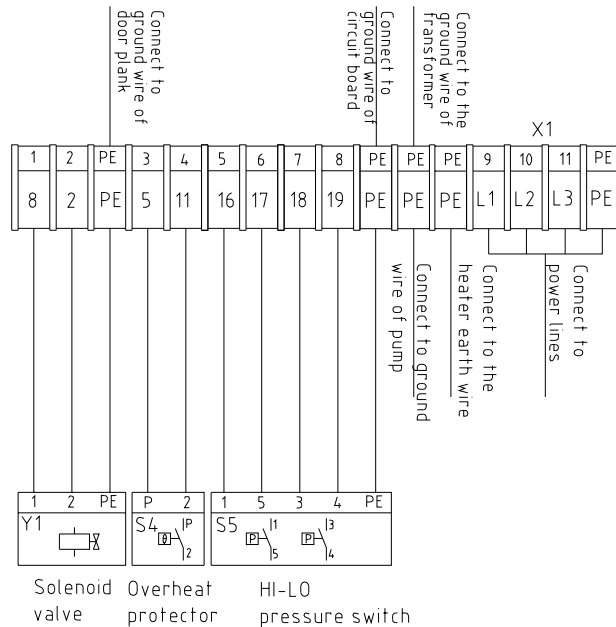 Connect to
ground wire of
door plank
Connect to
ground wire of
circuit board
Connect to the
ground wire of
transformer
X1
1 2 PE 3 4 5 6 7 8 PE PE PE 9 10 11 PE
8 2 PE 5 11 16 17 18 19 PE PE PE L1 L2 L3 PE
Connect to ground
wire of pump
Connect to the
heater earth wire
Connect to
power lines
1 2 PE P 2 1 5 3 4 PE
Y1
S4 θ P 2
S5 P 1 5 P 3 4
Solenoid
valve
Overheat
protector
HI-LO
pressure switch